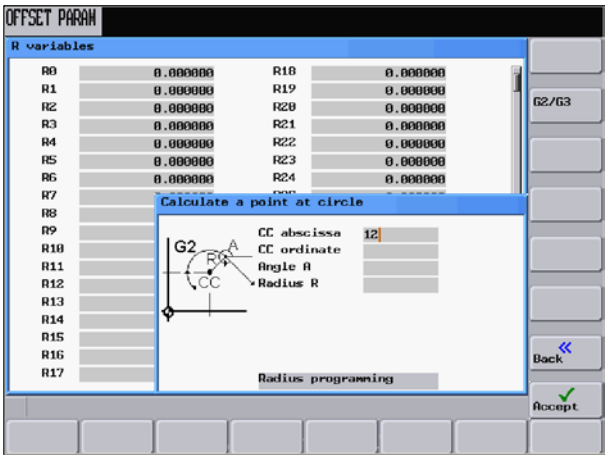 OFFSET PARAM
R variables
R0 0.000000 R18 0.000000
R1 0.000000 R19 0.000000
R2 0.000000 R20 0.000000
R3 0.000000 R21 0.000000
R4 0.000000 R22 0.000000
R5 0.000000 R23 0.000000
R6 0.000000 R24 0.000000
R7
R8
R9
R10
R11
R12
R13
R14
R15
R16
R17
Calculate a point at circle
CC abscissa 12
CC ordinate
Angle A
Radius R
G2
A
R
CC
Radius programming
G2/G3
Back
Accept